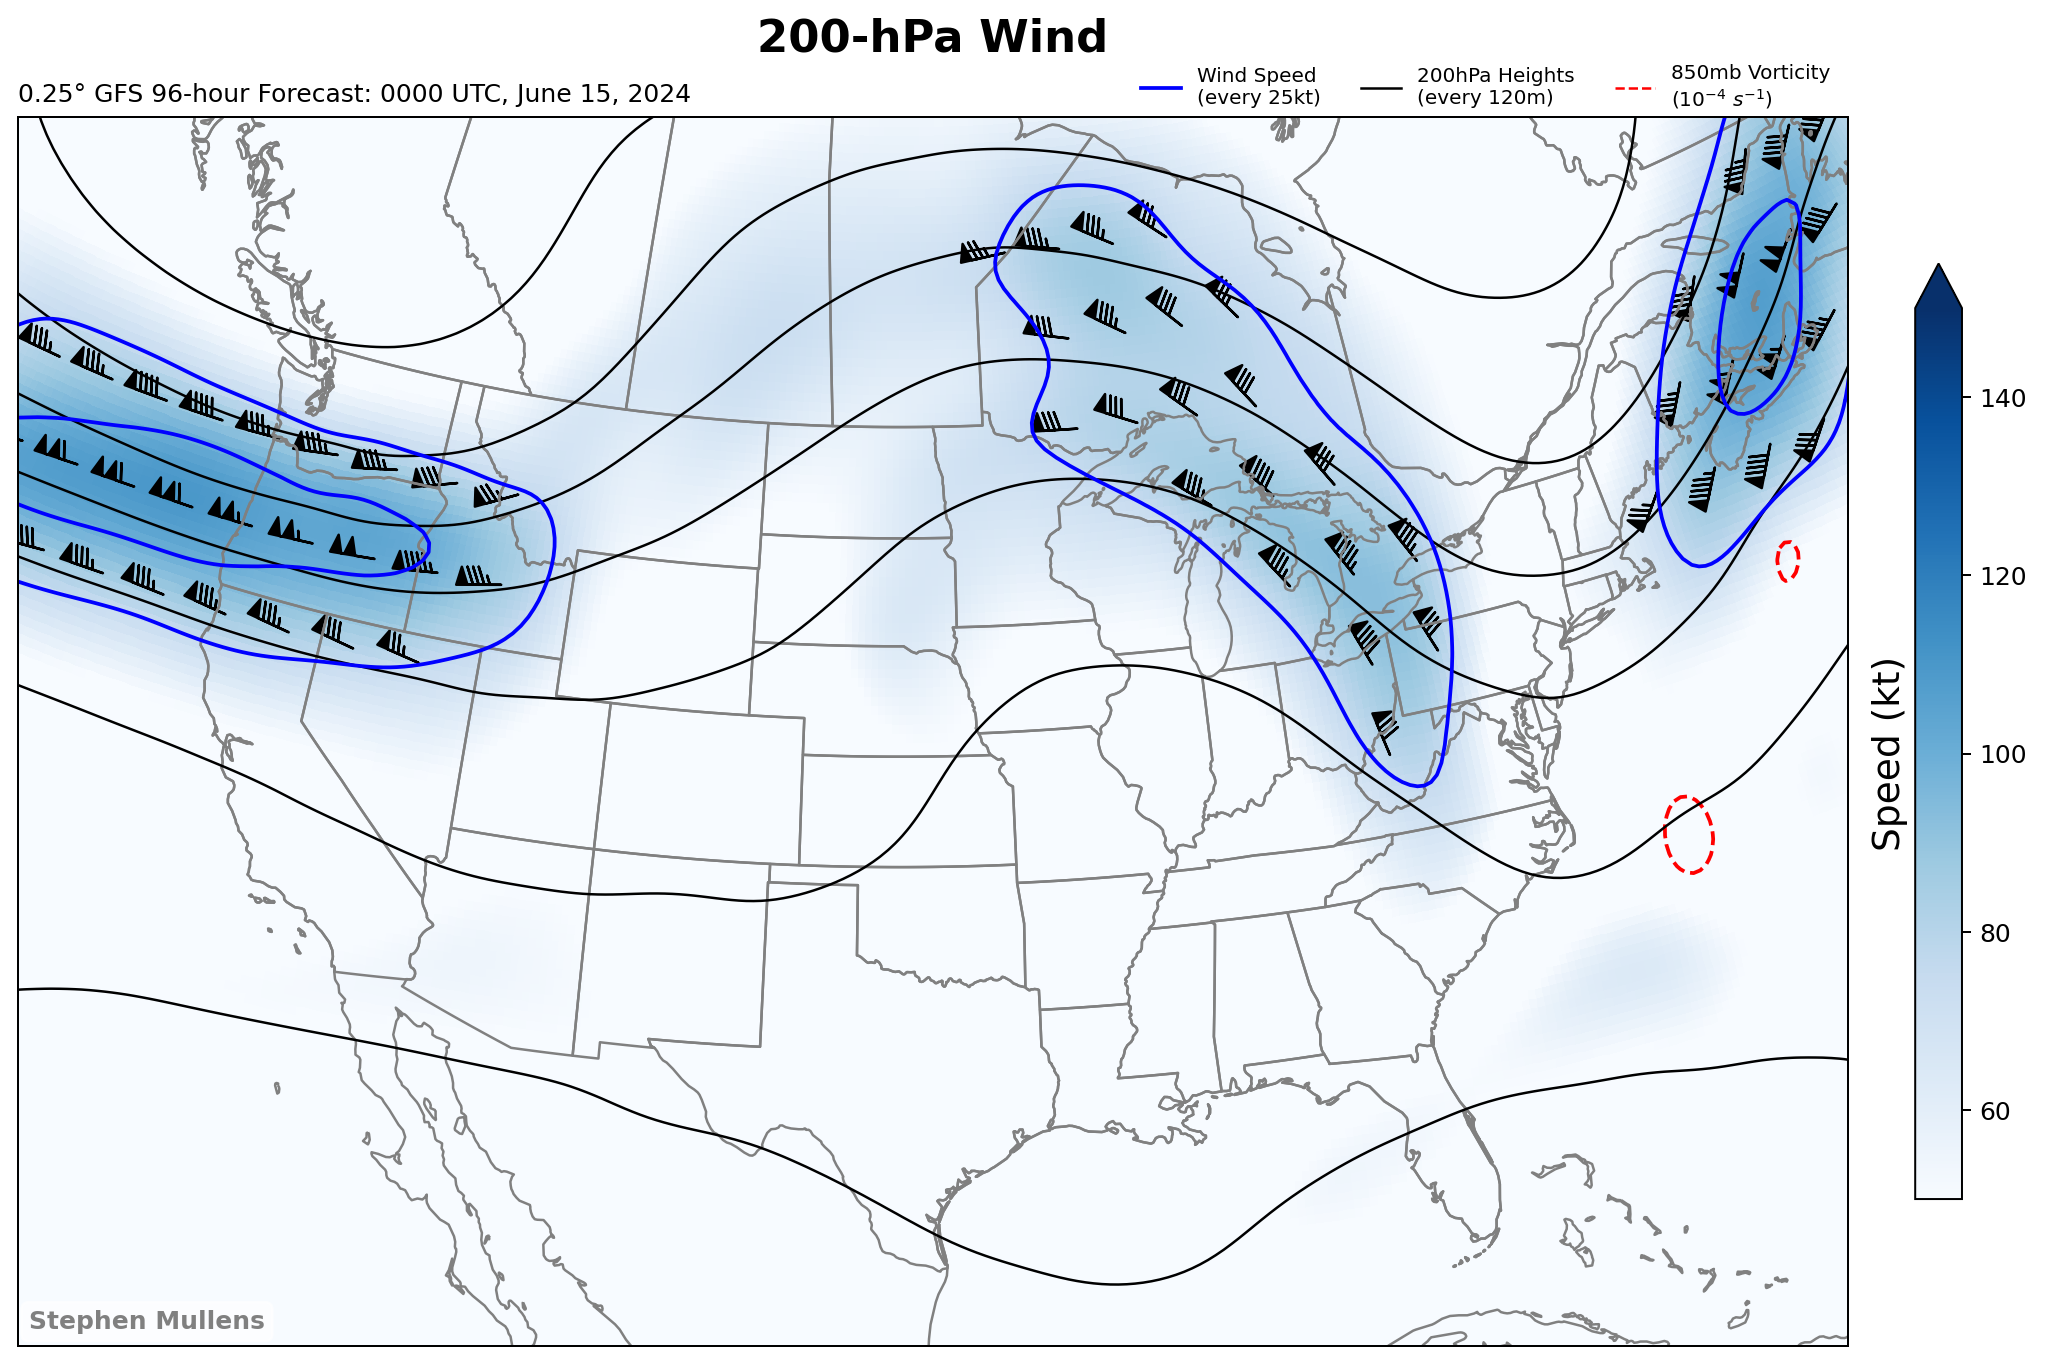 200-hPa Wind
0.25° GFS 96-hour Forecast: 0000 UTC, June 15, 2024
Wind Speed
(every 25kt)
200hPa Heights
(every 120m)
850mb Vorticity
(10⁻⁴ s⁻¹)
140
120
100
80
60
Speed (kt)
Stephen Mullens